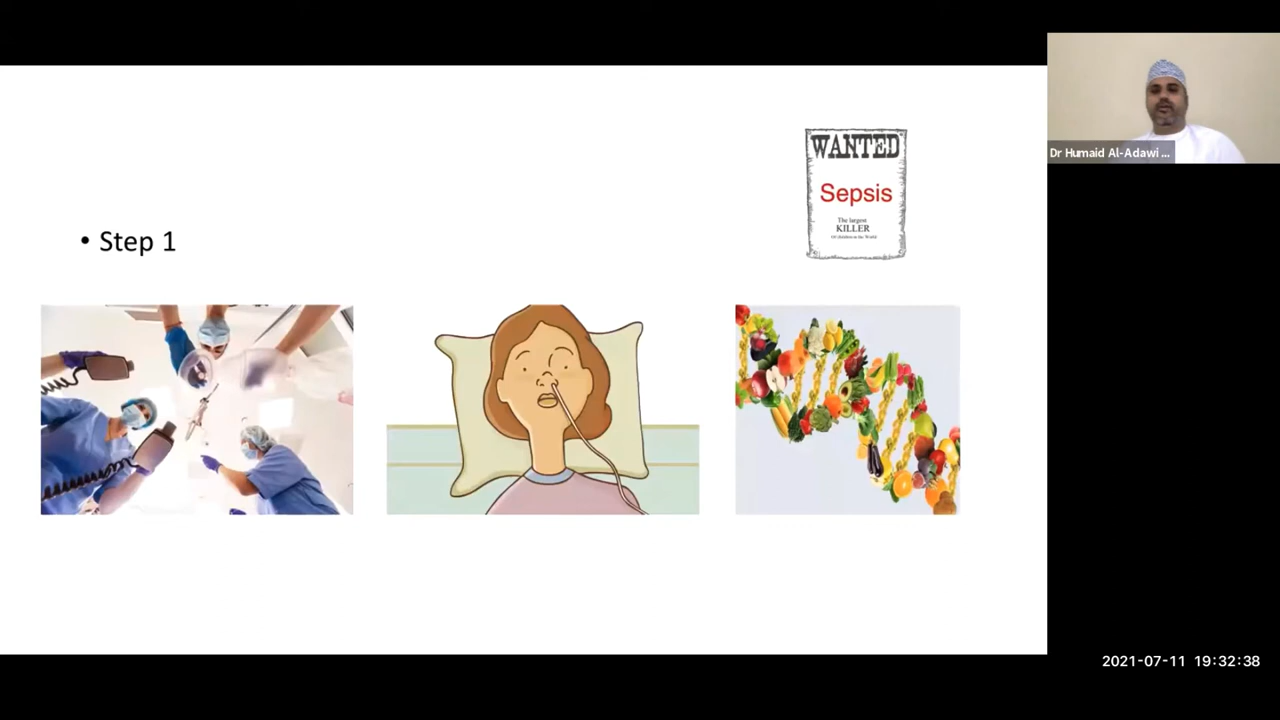 WANTED
Sepsis
The largest
KILLER
Of children in the World
• Step 1
Dr Humaid Al-Adawi ...
2021-07-11 19:32:38